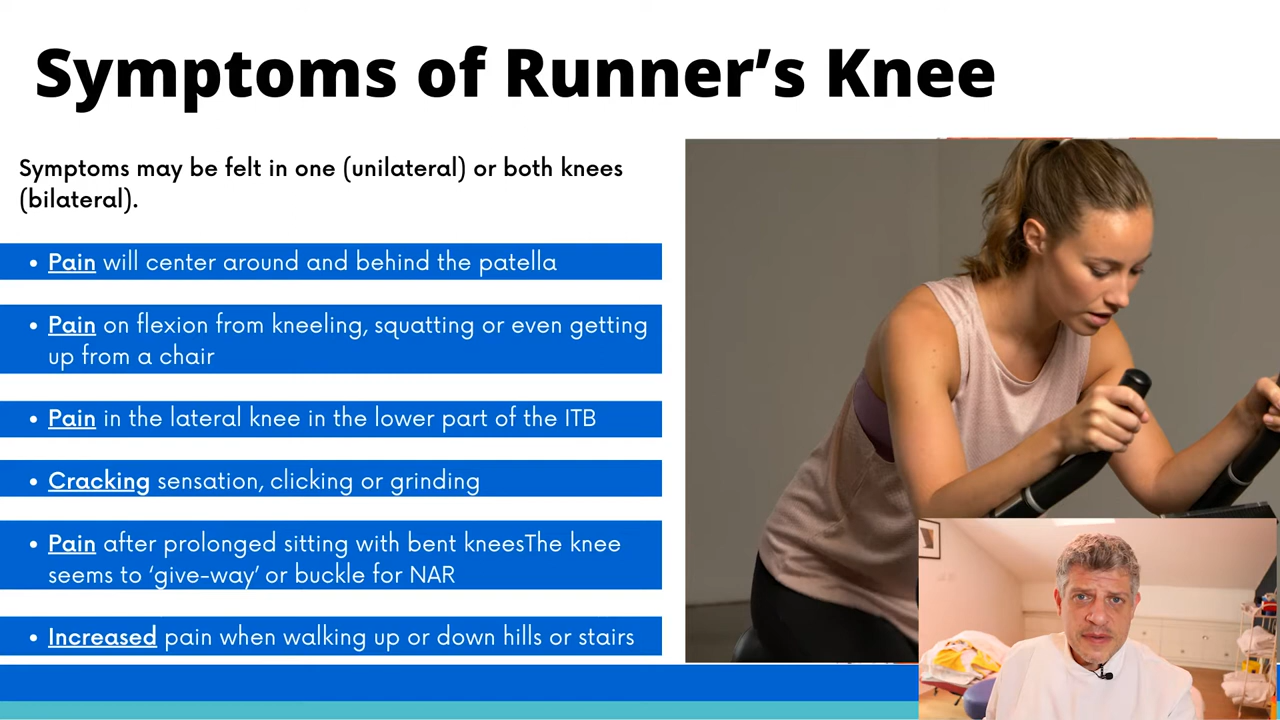 Symptoms of Runner’s Knee
Symptoms may be felt in one (unilateral) or both knees
(bilateral).
• Pain will center around and behind the patella
• Pain on flexion from kneeling, squatting or even getting
up from a chair
• Pain in the lateral knee in the lower part of the ITB
• Cracking sensation, clicking or grinding
• Pain after prolonged sitting with bent kneesThe knee
seems to ‘give-way’ or buckle for NAR
• Increased pain when walking up or down hills or stairs